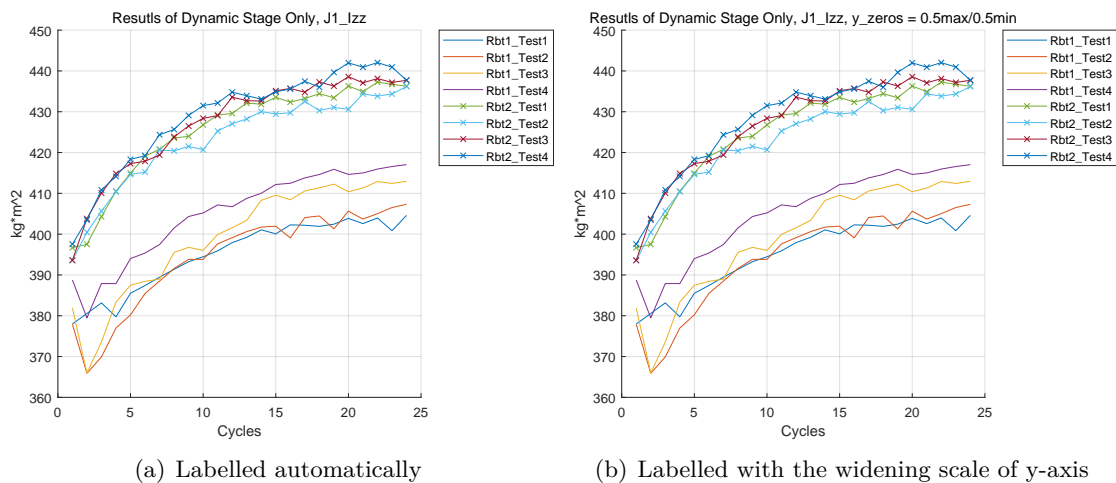 Resutls of Dynamic Stage Only, J1_Izz
450
440
430
420
410
400
390
380
370
360
kg*m^2
0
5
10
15
20
25
Cycles
Rbt1_Test1
Rbt1_Test2
Rbt1_Test3
Rbt1_Test4
Rbt2_Test1
Rbt2_Test2
Rbt2_Test3
Rbt2_Test4
(a) Labelled automatically
Resutls of Dynamic Stage Only, J1_Izz, y_zeros = 0.5max/0.5min
450
440
430
420
410
400
390
380
370
360
kg*m^2
0
5
10
15
20
25
Cycles
Rbt1_Test1
Rbt1_Test2
Rbt1_Test3
Rbt1_Test4
Rbt2_Test1
Rbt2_Test2
Rbt2_Test3
Rbt2_Test4
(b) Labelled with the widening scale of y-axis